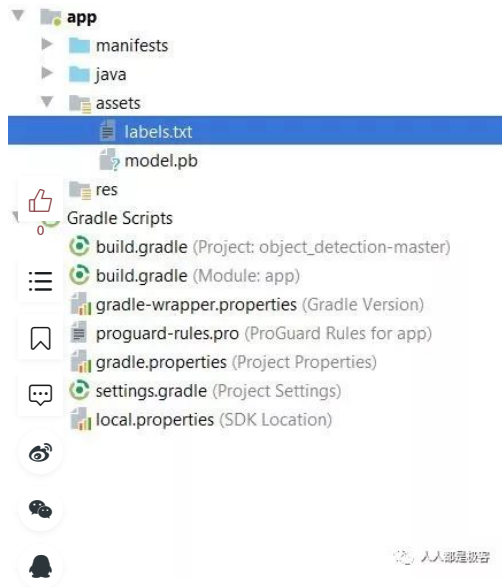 app
manifests
java
assets
labels.txt
model.pb
res
0
Gradle Scripts
build.gradle (Project: object_detection-master)
build.gradle (Module: app)
gradle-wrapper.properties (Gradle Version)
proguard-rules.pro (ProGuard Rules for app)
gradle.properties (Project Properties)
settings.gradle (Project Settings)
local.properties (SDK Location)
人人都是极客